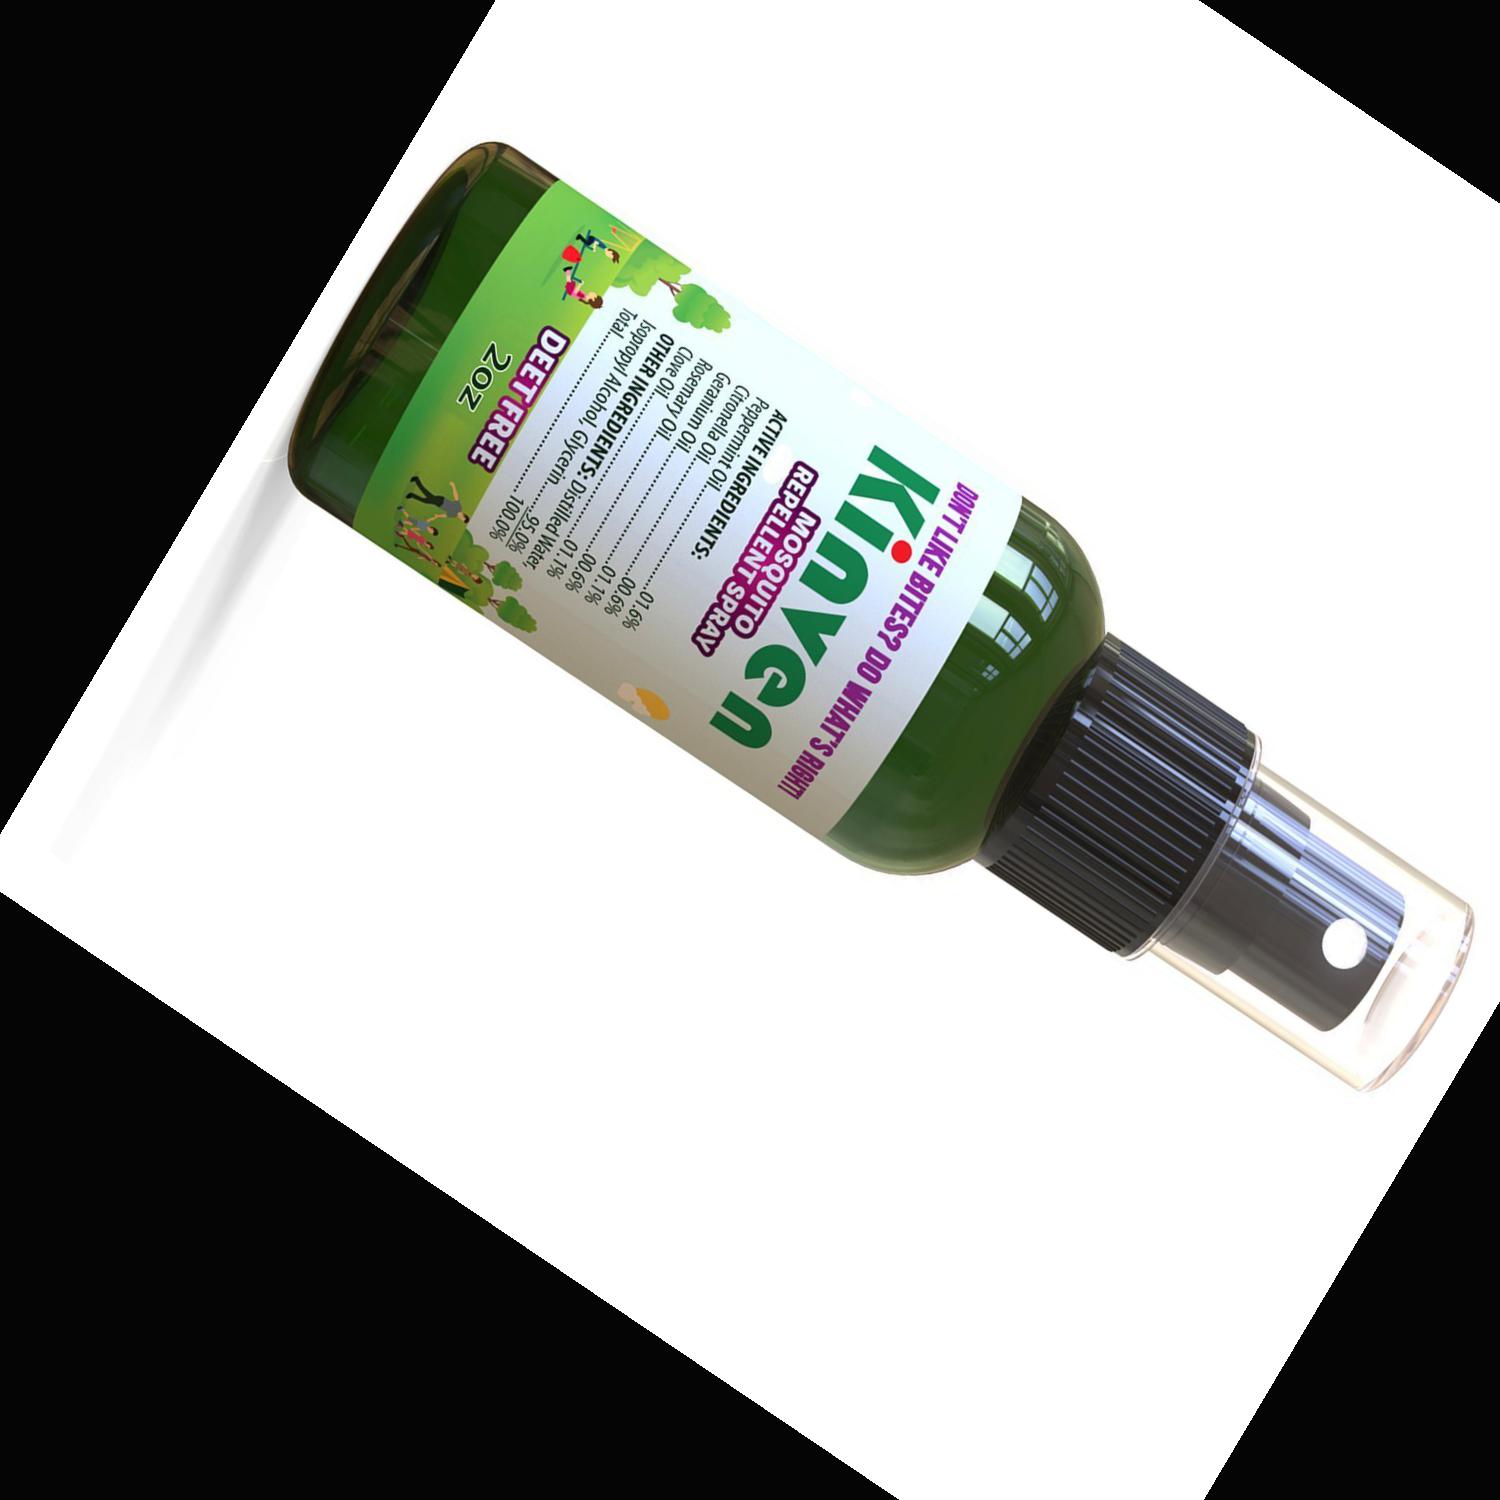 DON'T LIKE BITES? DO WHAT'S RIGHT!
Kinven
MOSQUITO
REPELLENT SPRAY
ACTIVE INGREDIENTS:
Peppermint Oil..................01.6%
Citronella Oil..................00.6%
Geranium Oil..................01.1%
Rosemary Oil..................00.6%
Clove Oil..................01.1%
OTHER INGREDIENTS: Distilled Water,
Isopropyl Alcohol, Glycerin........95.0%
Total..................100.0%
DEET FREE
2oz